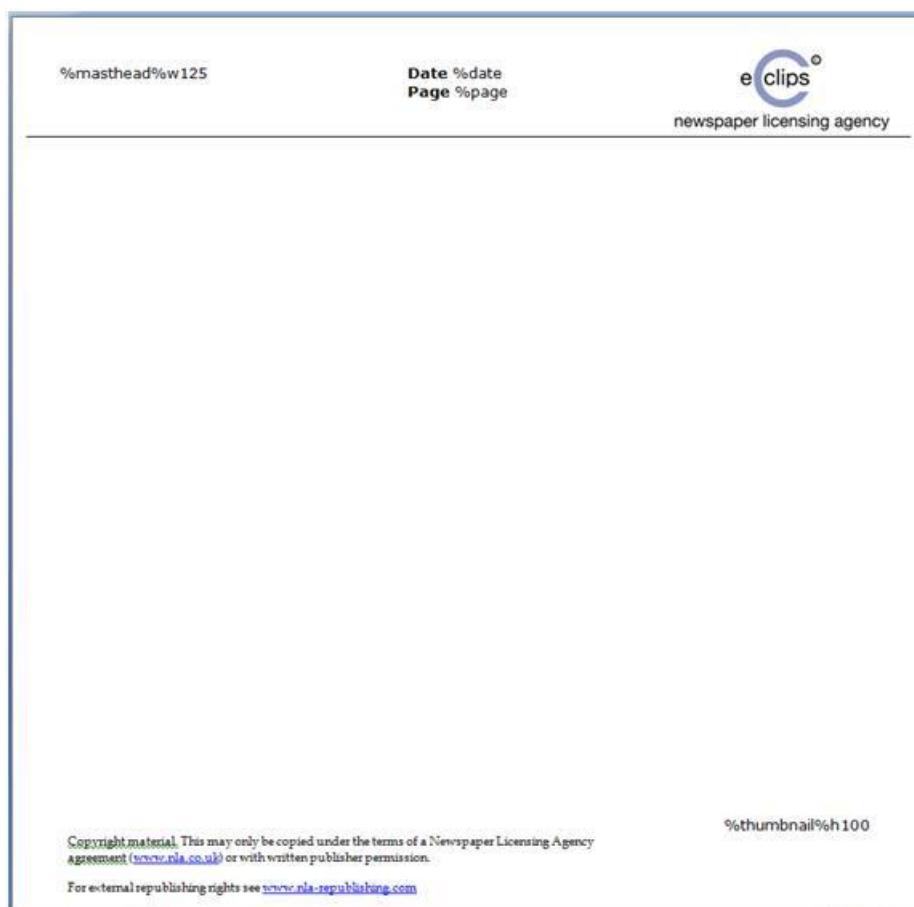 %masthead%w125
Date %date
Page %page
e clips
newspaper licensing agency
%thumbnail%h100
Copyright material. This may only be copied under the terms of a Newspaper Licensing Agency
agreement (www.nla.co.uk) or with written publisher permission.
For external republishing rights see www.nla-republishing.com